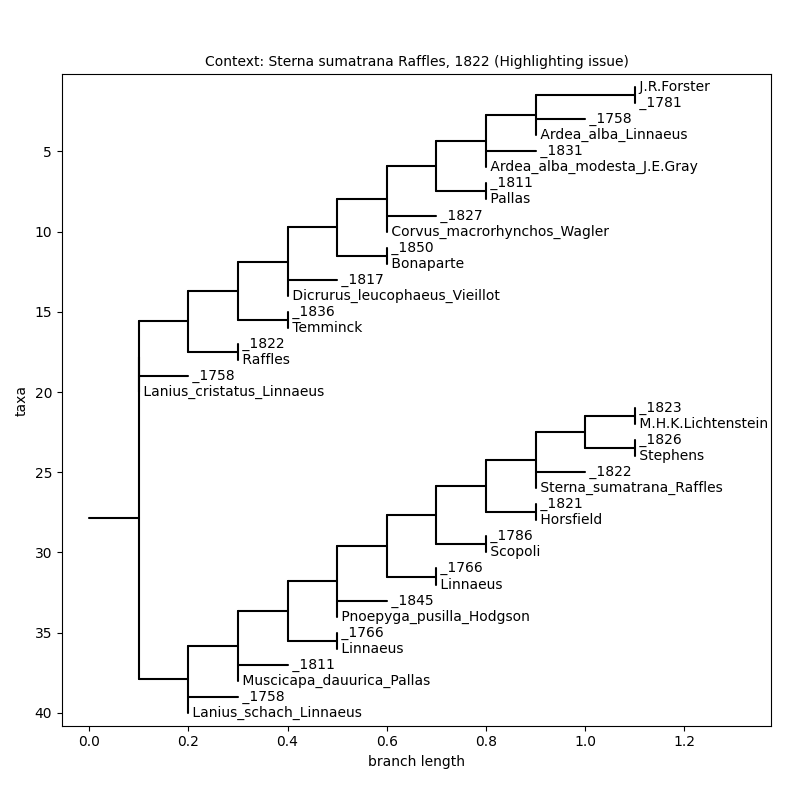 Context: Sterna sumatrana Raffles, 1822 (Highlighting issue)
J.R.Forster
_1781
_1758
Ardea_alba_Linnaeus
_1831
Ardea_alba_modesta_J.E.Gray
_1811
Pallas
_1827
Corvus_macrorhynchos_Wagler
_1850
Bonaparte
_1817
Dicrurus_leucophaeus_Vieillot
_1836
Temminck
_1822
Raffles
_1758
Lanius_cristatus_Linnaeus
_1823
M.H.K.Lichtenstein
_1826
Stephens
_1822
Sterna_sumatrana_Raffles
_1821
Horsfield
_1786
Scopoli
_1766
Linnaeus
_1845
Pnoepyga_pusilla_Hodgson
_1766
Linnaeus
_1811
Muscicapa_dauurica_Pallas
_1758
Lanius_schach_Linnaeus
taxa
5
10
15
20
25
30
35
40
0.0 0.2 0.4 0.6 0.8 1.0 1.2
branch length